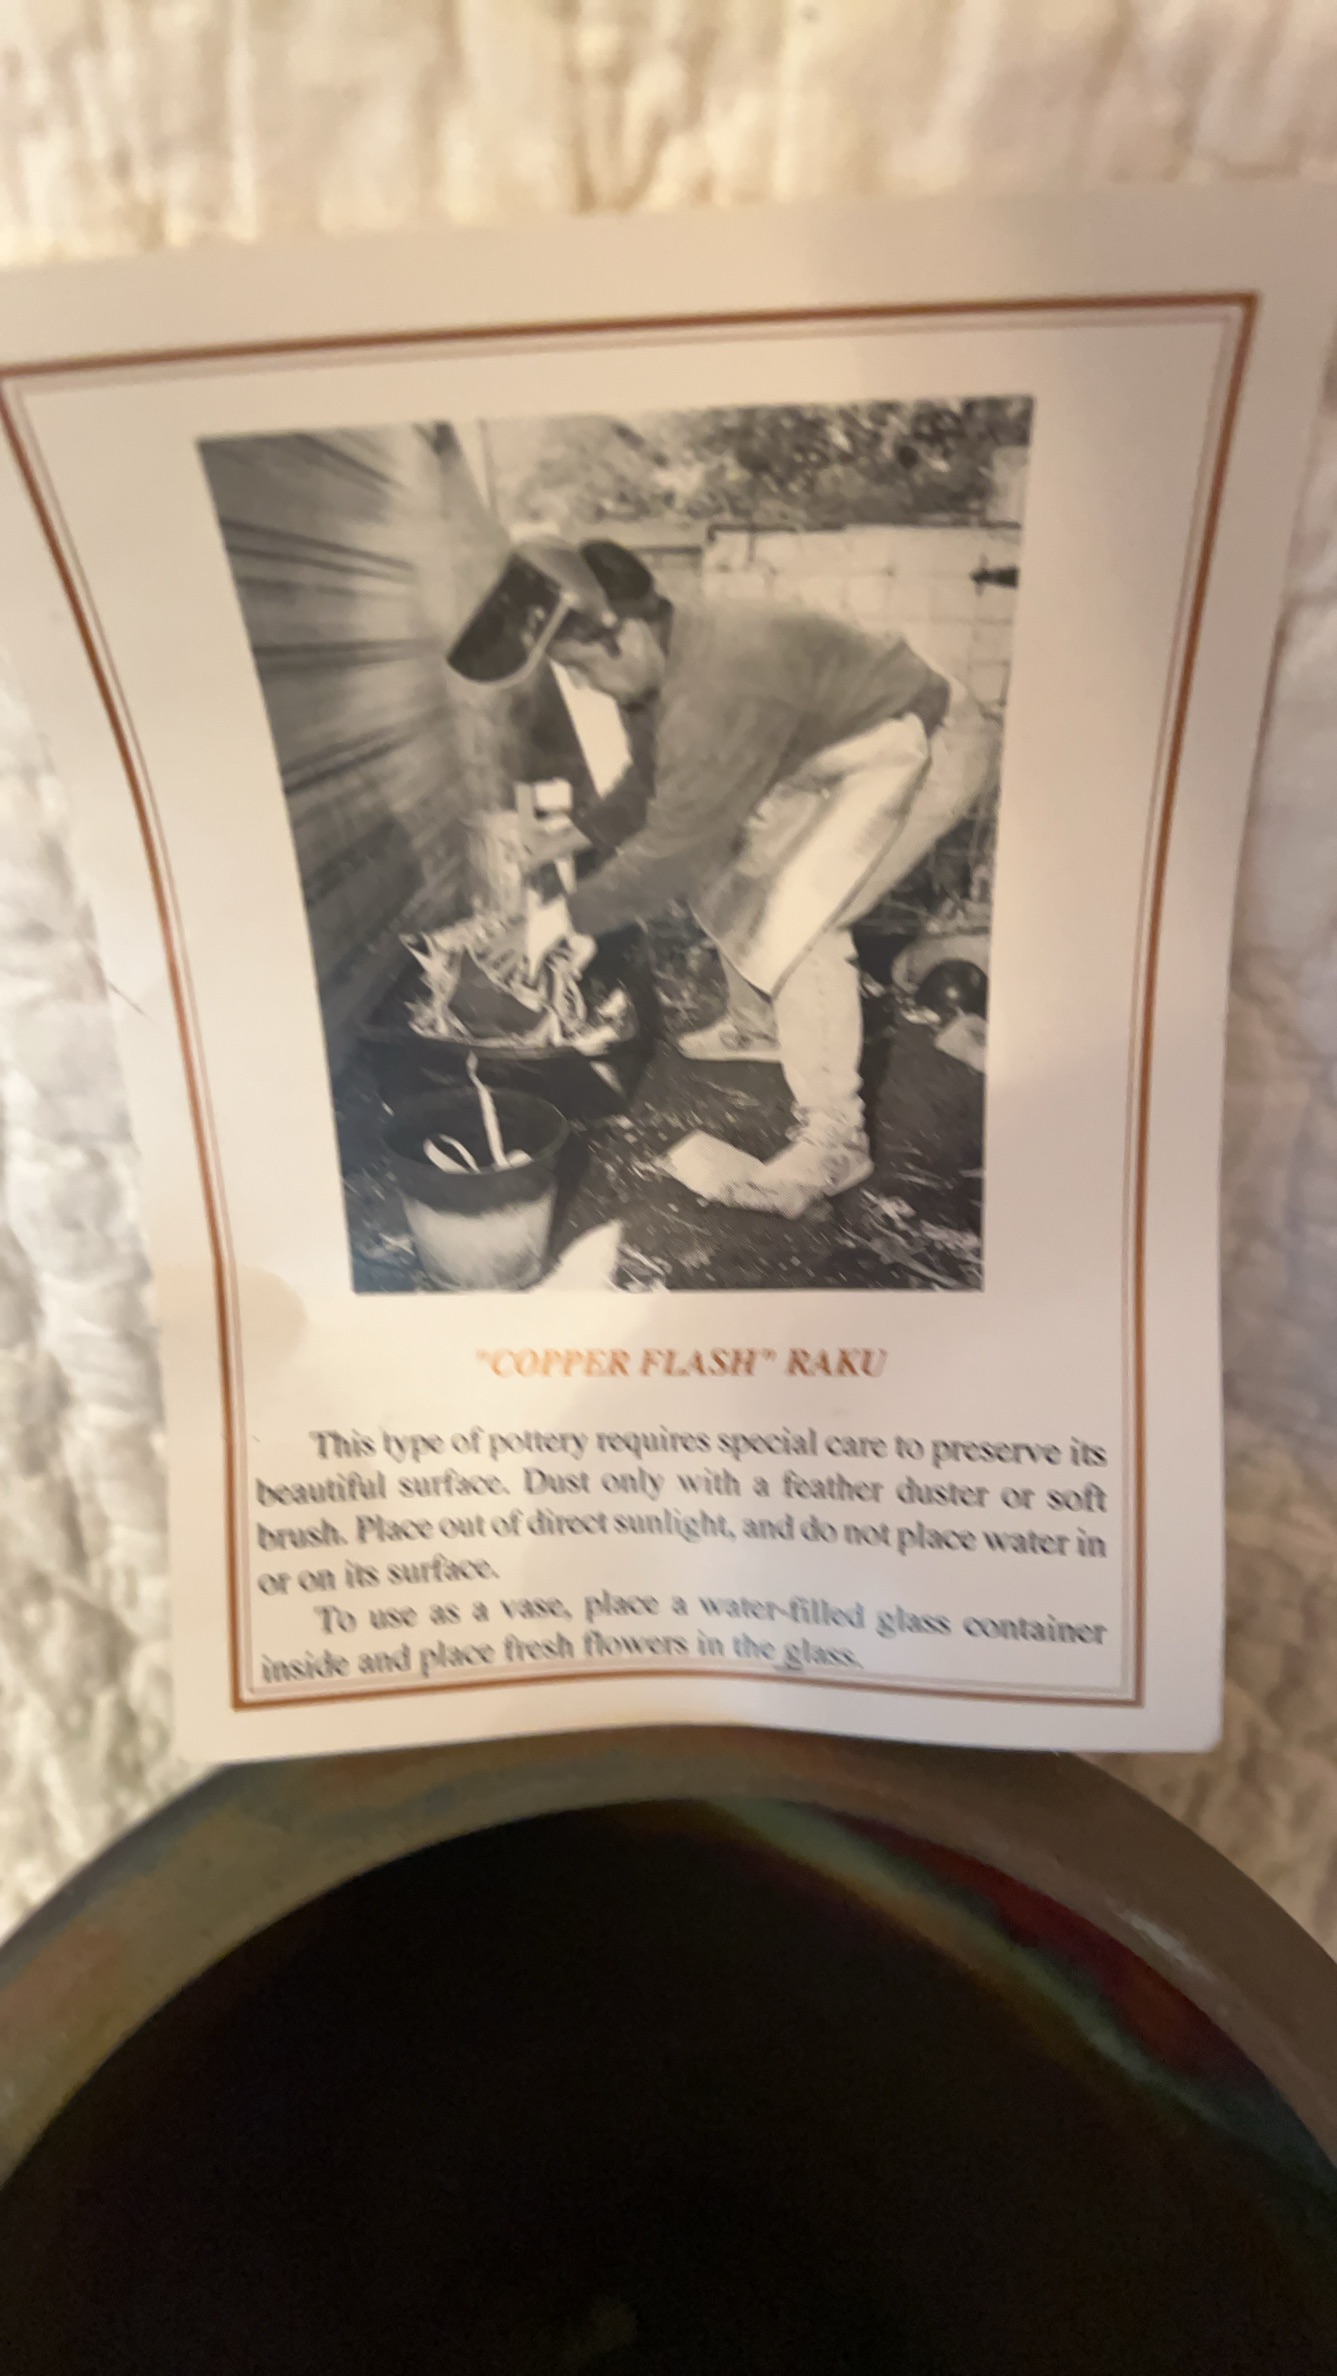 "COPPER FLASH" RAKU
This type of pottery requires special care to preserve its
beautiful surface. Dust only with a feather duster or soft
brush. Place out of direct sunlight, and do not place water in
or on its surface.
To use as a vase, place a water-filled glass container
inside and place fresh flowers in the glass.